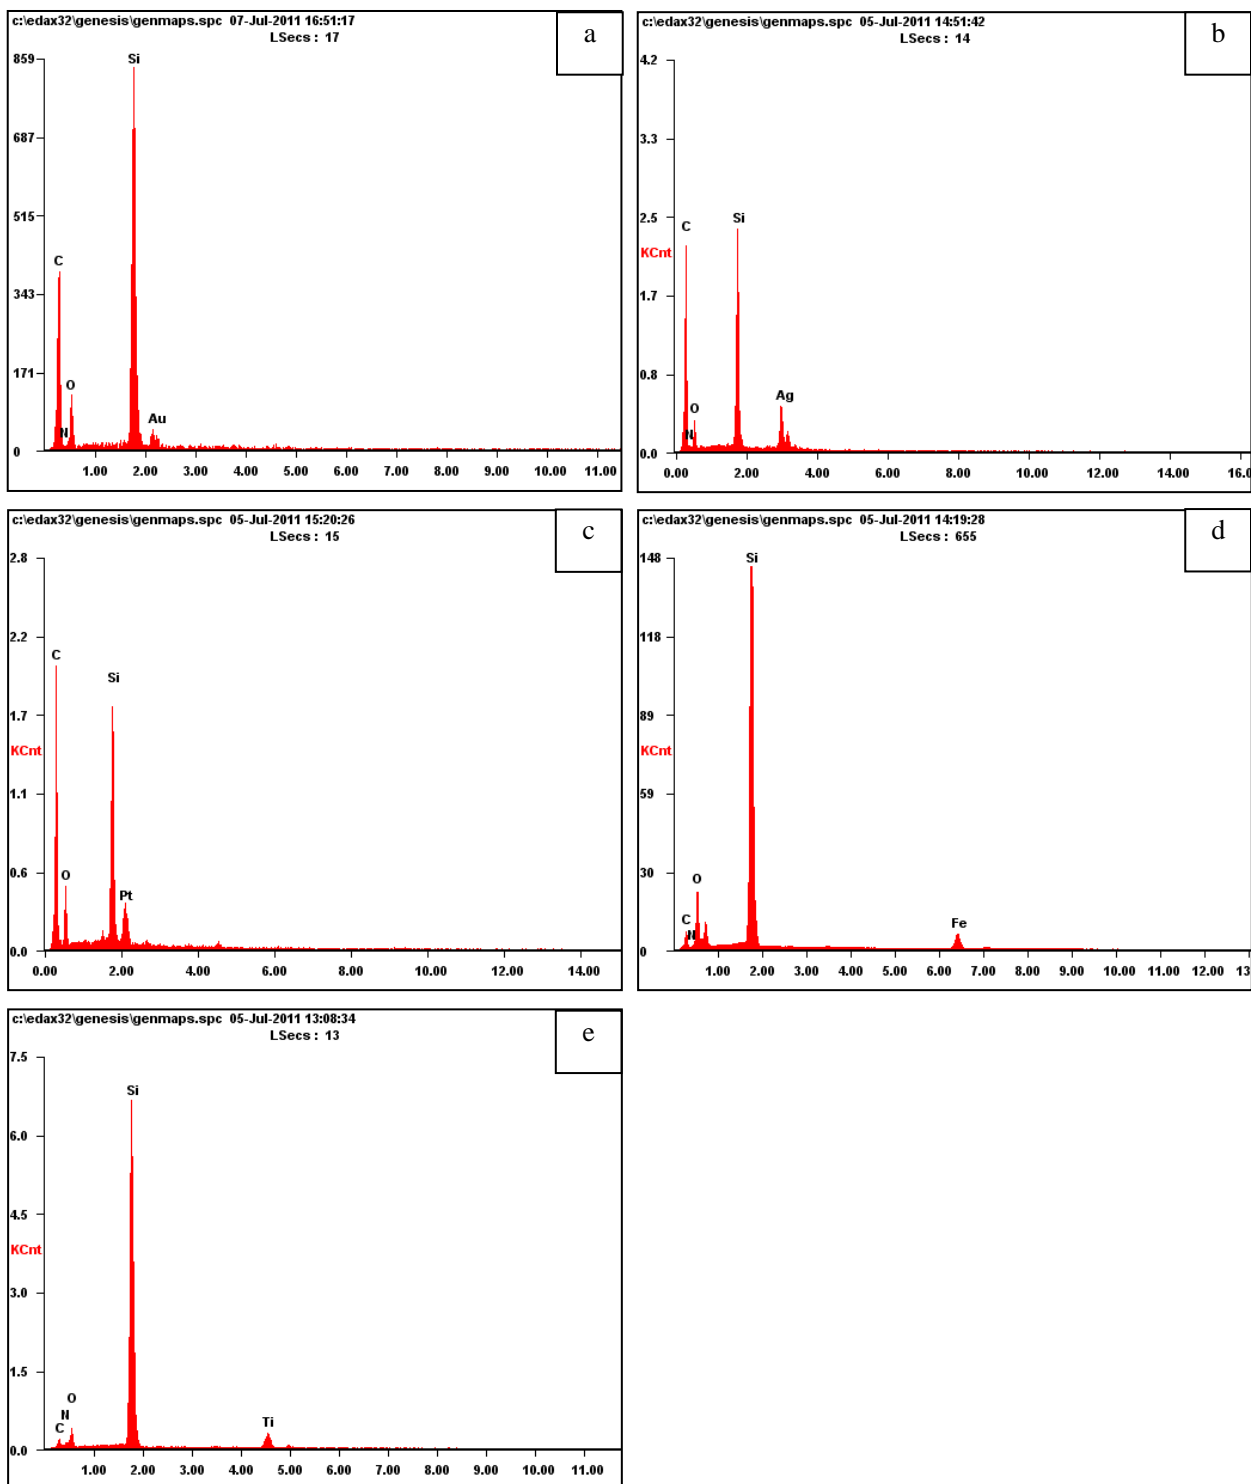 c:\edax32\genesis\genmaps.spc 07-Jul-2011 16:51:17
LSecs : 17
a
859
687
515
343
171
0
Si
C
O
N
Au
1.00 2.00 3.00 4.00 5.00 6.00 7.00 8.00 9.00 10.00 11.00
c:\edax32\genesis\genmaps.spc 05-Jul-2011 14:51:42
LSecs : 14
b
4.2
3.3
2.5
KCnt
1.7
0.8
0.0
C
Si
O
N
Ag
0.00 2.00 4.00 6.00 8.00 10.00 12.00 14.00 16.0
c:\edax32\genesis\genmaps.spc 05-Jul-2011 15:20:26
LSecs : 15
c
2.8
2.2
1.7
KCnt
1.1
0.6
0.0
C
Si
O
Pt
0.00 2.00 4.00 6.00 8.00 10.00 12.00 14.00
c:\edax32\genesis\genmaps.spc 05-Jul-2011 14:19:28
LSecs : 655
d
148
118
89
KCnt
59
30
0
Si
O
C
N
Fe
1.00 2.00 3.00 4.00 5.00 6.00 7.00 8.00 9.00 10.00 11.00 12.00 13
c:\edax32\genesis\genmaps.spc 05-Jul-2011 13:08:34
LSecs : 13
e
7.5
6.0
4.5
KCnt
3.0
1.5
0.0
Si
O
N
C
Ti
1.00 2.00 3.00 4.00 5.00 6.00 7.00 8.00 9.00 10.00 11.00